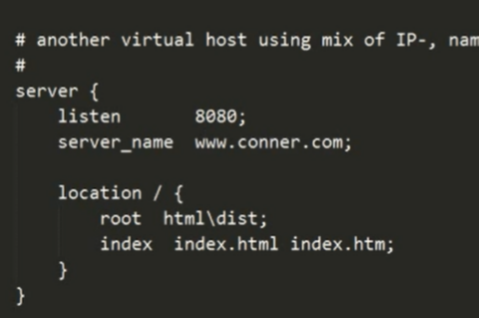 # another virtual host using mix of IP-, nam
#
server {
listen 8080;
server_name www.conner.com;
location / {
root html\dist;
index index.html index.htm;
}
}